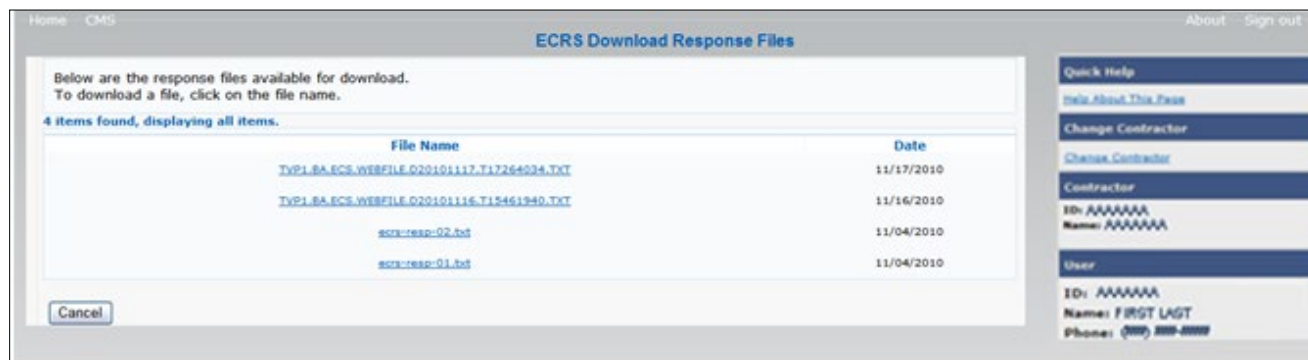 Home CMS About Sign out
ECRS Download Response Files
Below are the response files available for download.
To download a file, click on the file name.
4 items found, displaying all items.
File Name Date
TVP1.BA.ECS.WEBFILE.D20101117.T17264034.TXT 11/17/2010
TVP1.BA.ECS.WEBFILE.D20101116.T15461940.TXT 11/16/2010
ecrs-resp-02.txt 11/04/2010
ecrs-resp-01.txt 11/04/2010
Cancel
Quick Help
Help About This Page
Change Contractor
Change Contractor
Contractor
ID: AAAAAAA
Name: AAAAAAA
User
ID: AAAAAAA
Name: FIRST LAST
Phone: (###) ###-####